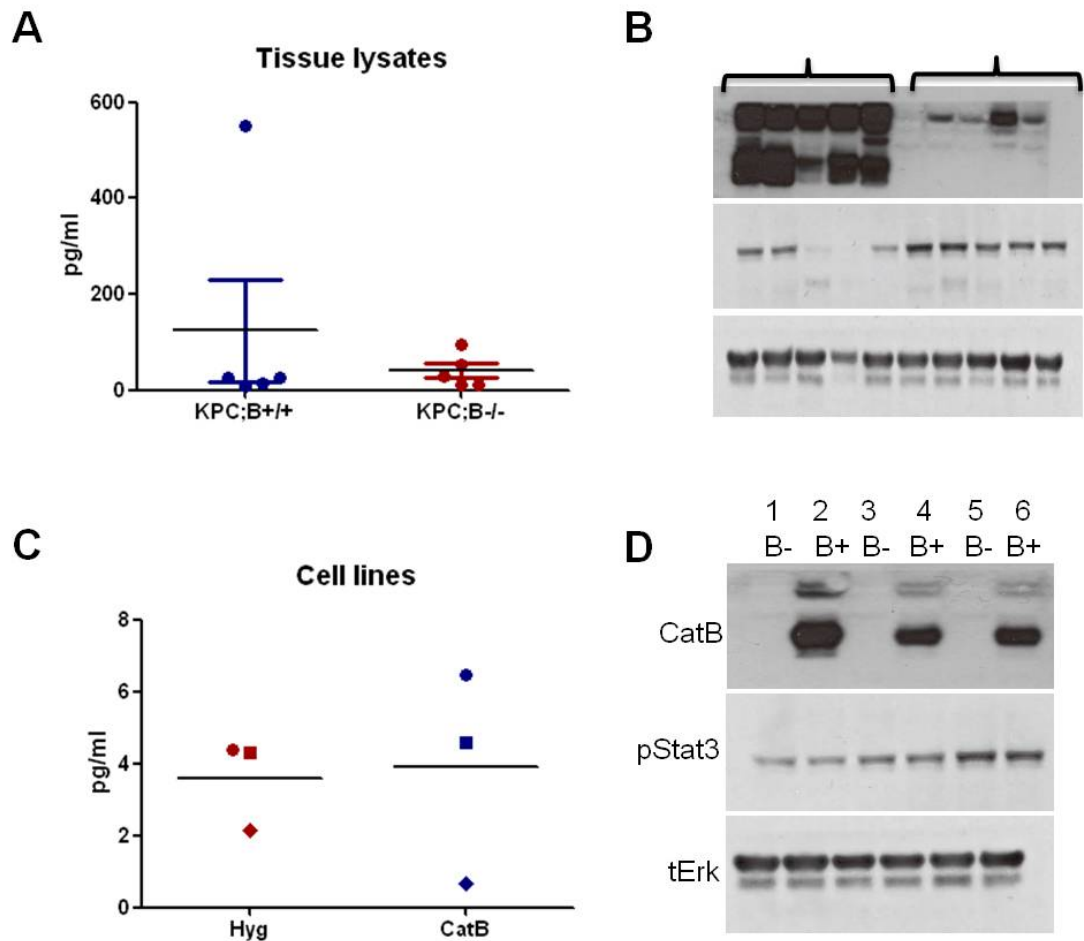 A
Tissue lysates
600
400
200
0
pg/ml
KPC;B+/+ KPC;B-/-
B
C
Cell lines
8
6
4
2
0
pg/ml
Hyg CatB
D
1 2 3 4 5 6
B- B+ B- B+ B- B+
CatB
pStat3
tErk